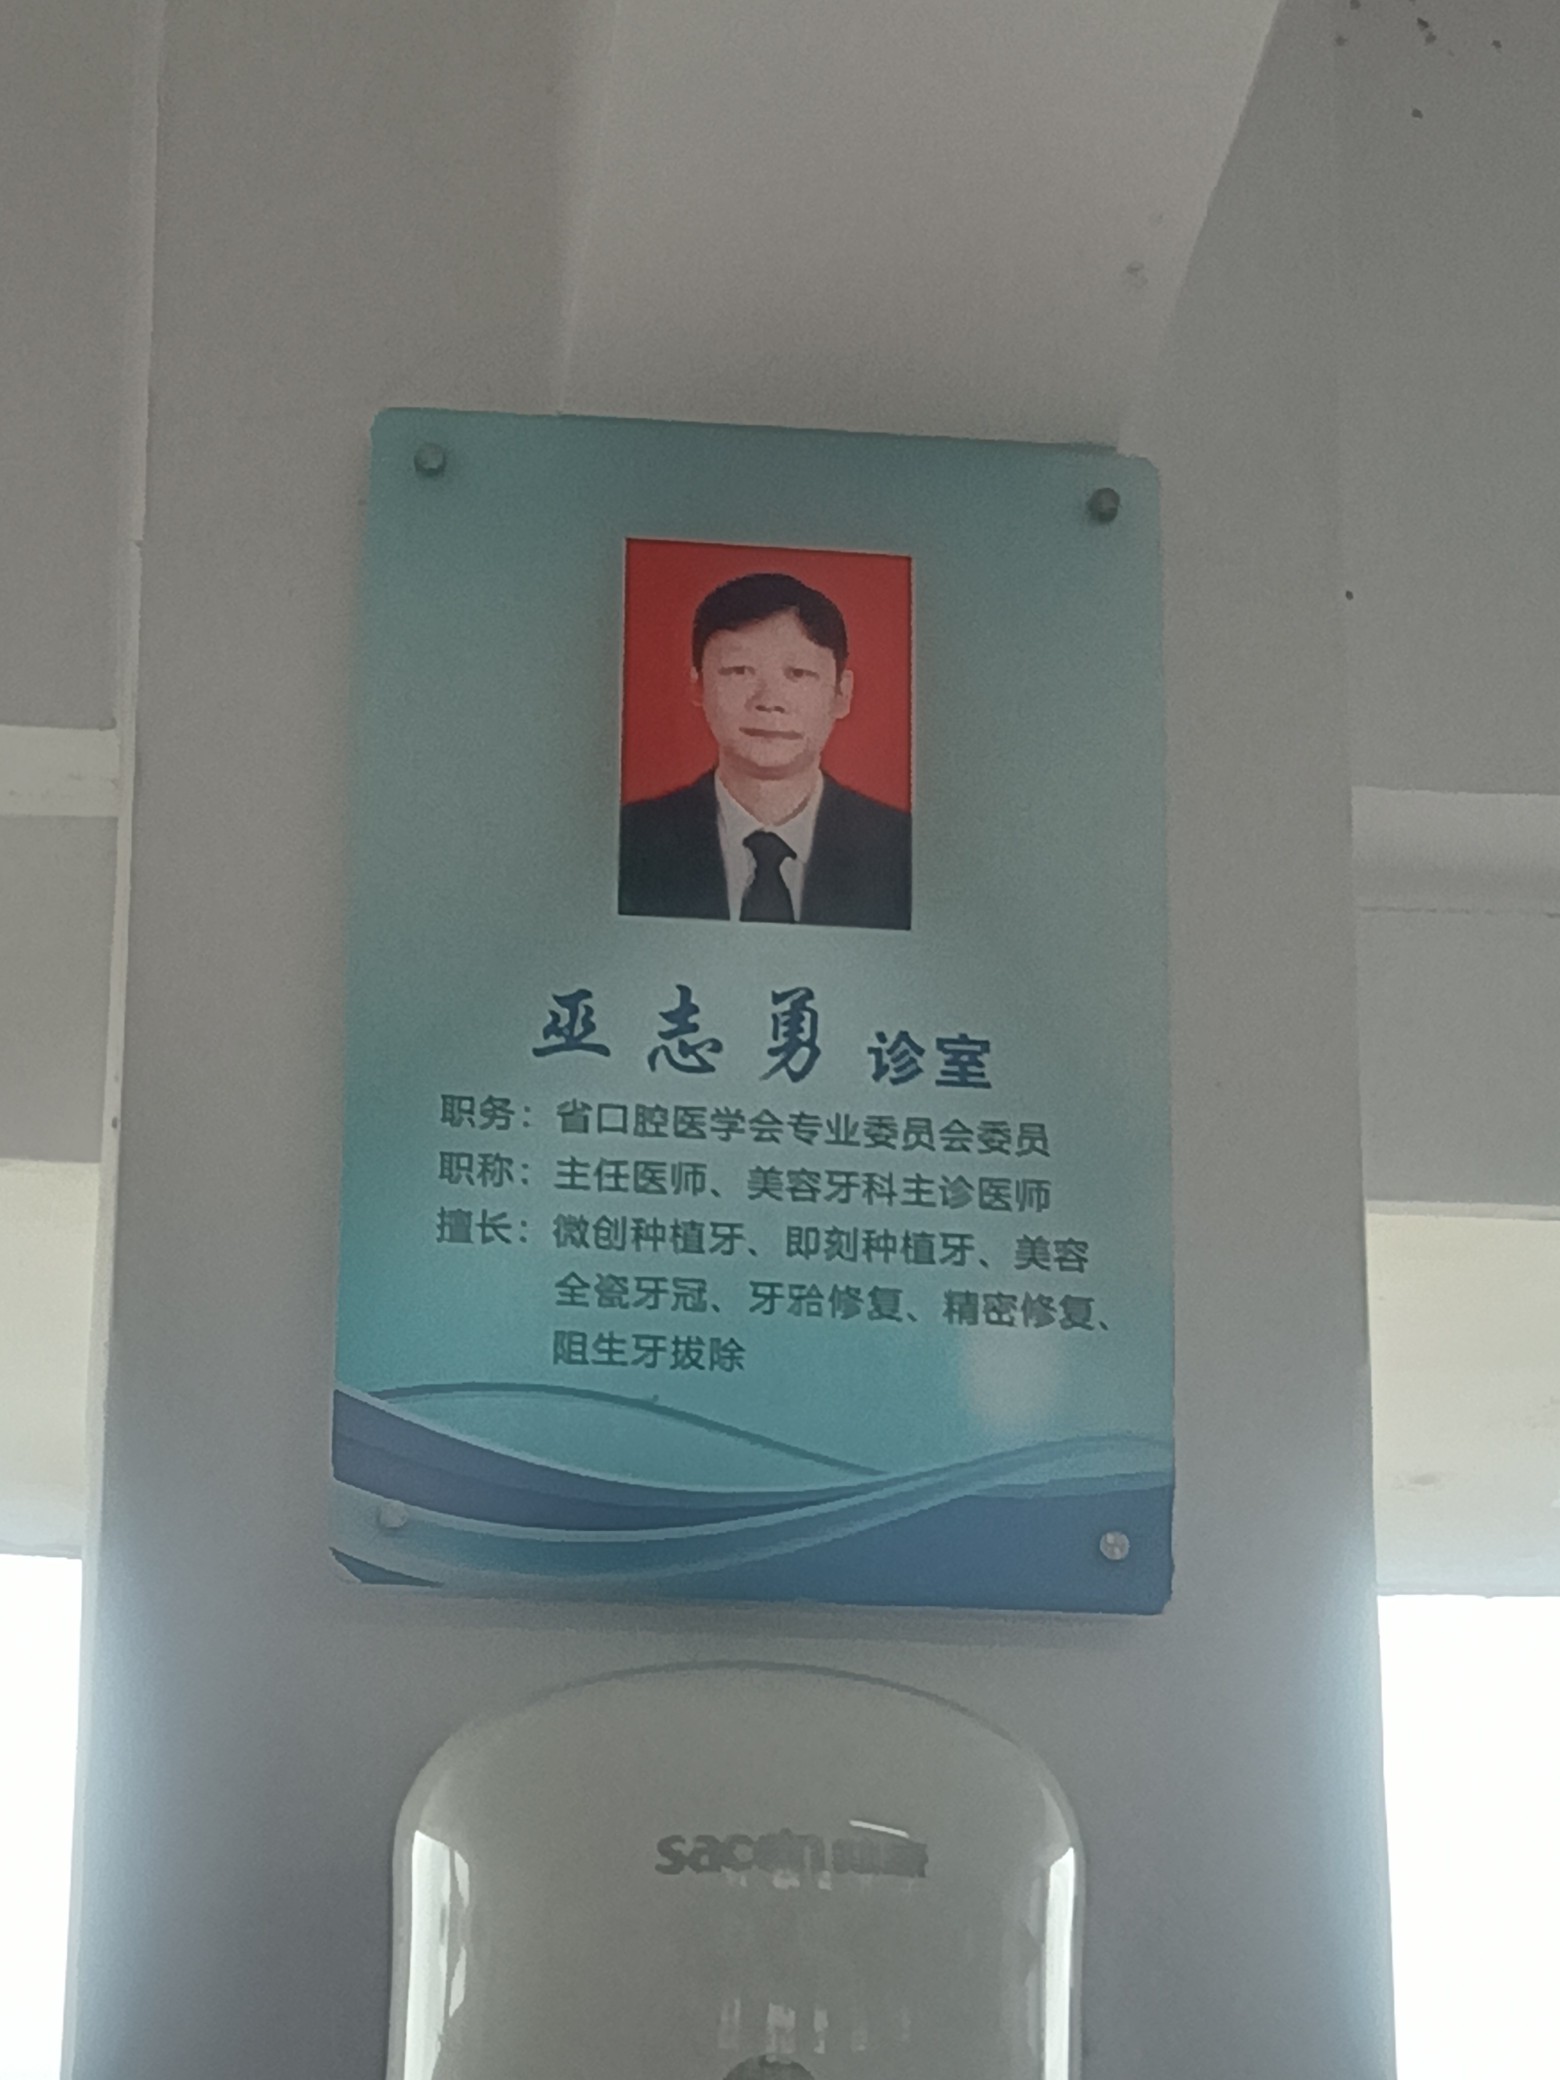 巫志勇 诊室
职务：省口腔医学会专业委员会委员
职称：主任医师、美容牙科主诊医师
擅长：微创种植牙、即刻种植牙、美容
全瓷牙冠、牙𬌗修复、精密修复、
阻生牙拔除